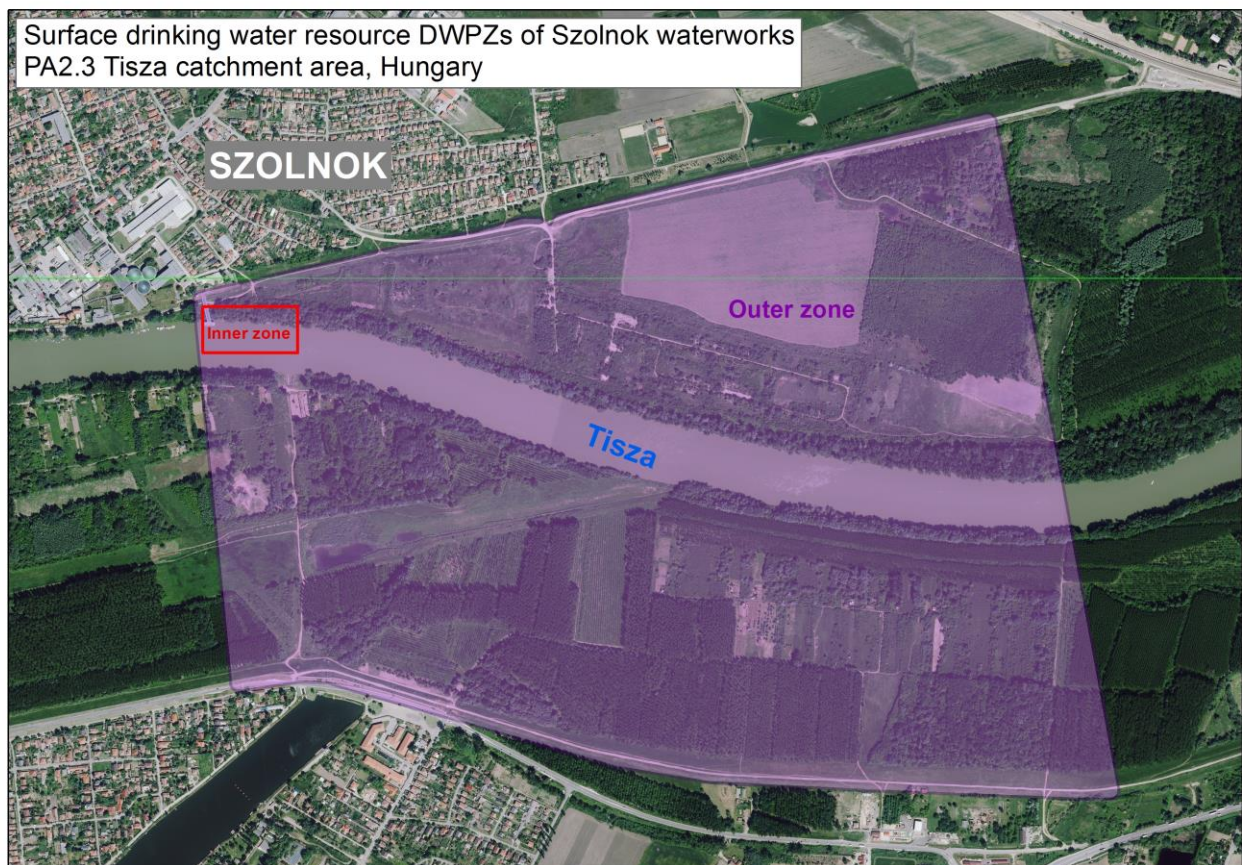 Surface drinking water resource DWPZs of Szolnok waterworks
PA2.3 Tisza catchment area, Hungary
SZOLNOK
Outer zone
Inner zone
Tisza